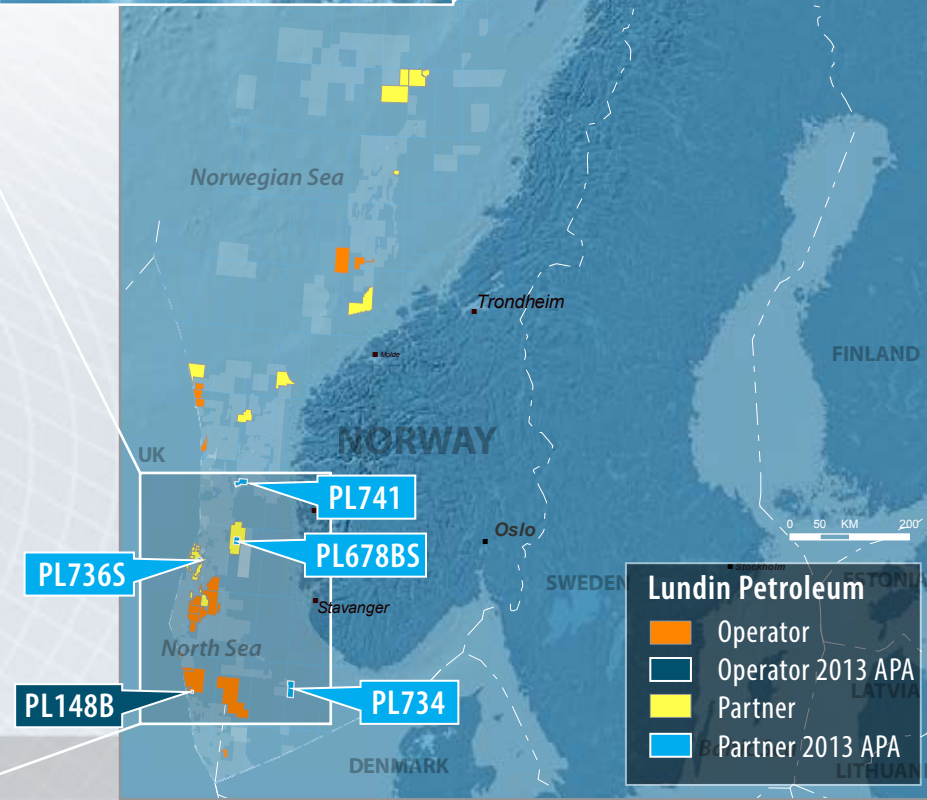 Norwegian Sea
Trondheim
Molde
FINLAND
NORWAY
UK
PL741
0 50 KM 200
Oslo
PL678BS
PL736S
Stockholm
SWEDEN
ESTONIA
Lundin Petroleum
Stavanger
Operator
North Sea
Operator 2013 APA
LATVIA
PL148B
PL734
Partner
Partner 2013 APA
DENMARK
LITHUAN